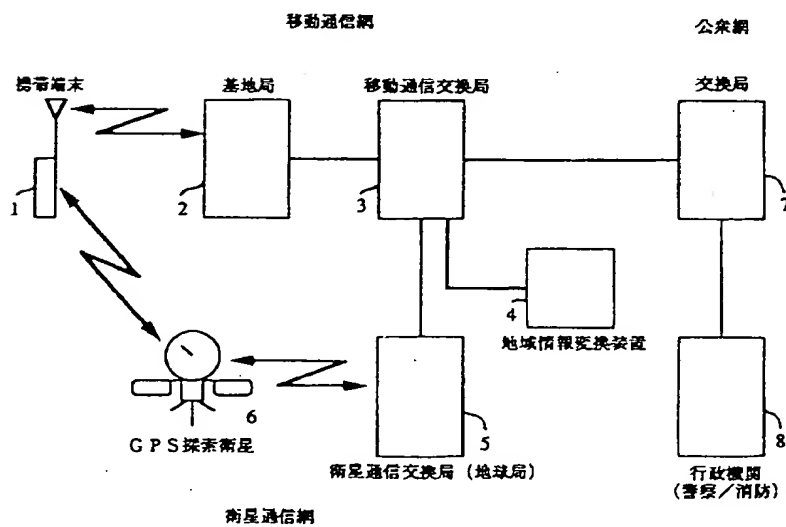 移動通信網
公衆網
携帯端末
基地局
移動通信交換局
交換局
1
2
3
7
4
地域情報変換装置
6
GPS探索衛星
5
衛星通信交換局(地球局)
8
行政機関
(警察/消防)
衛星通信網